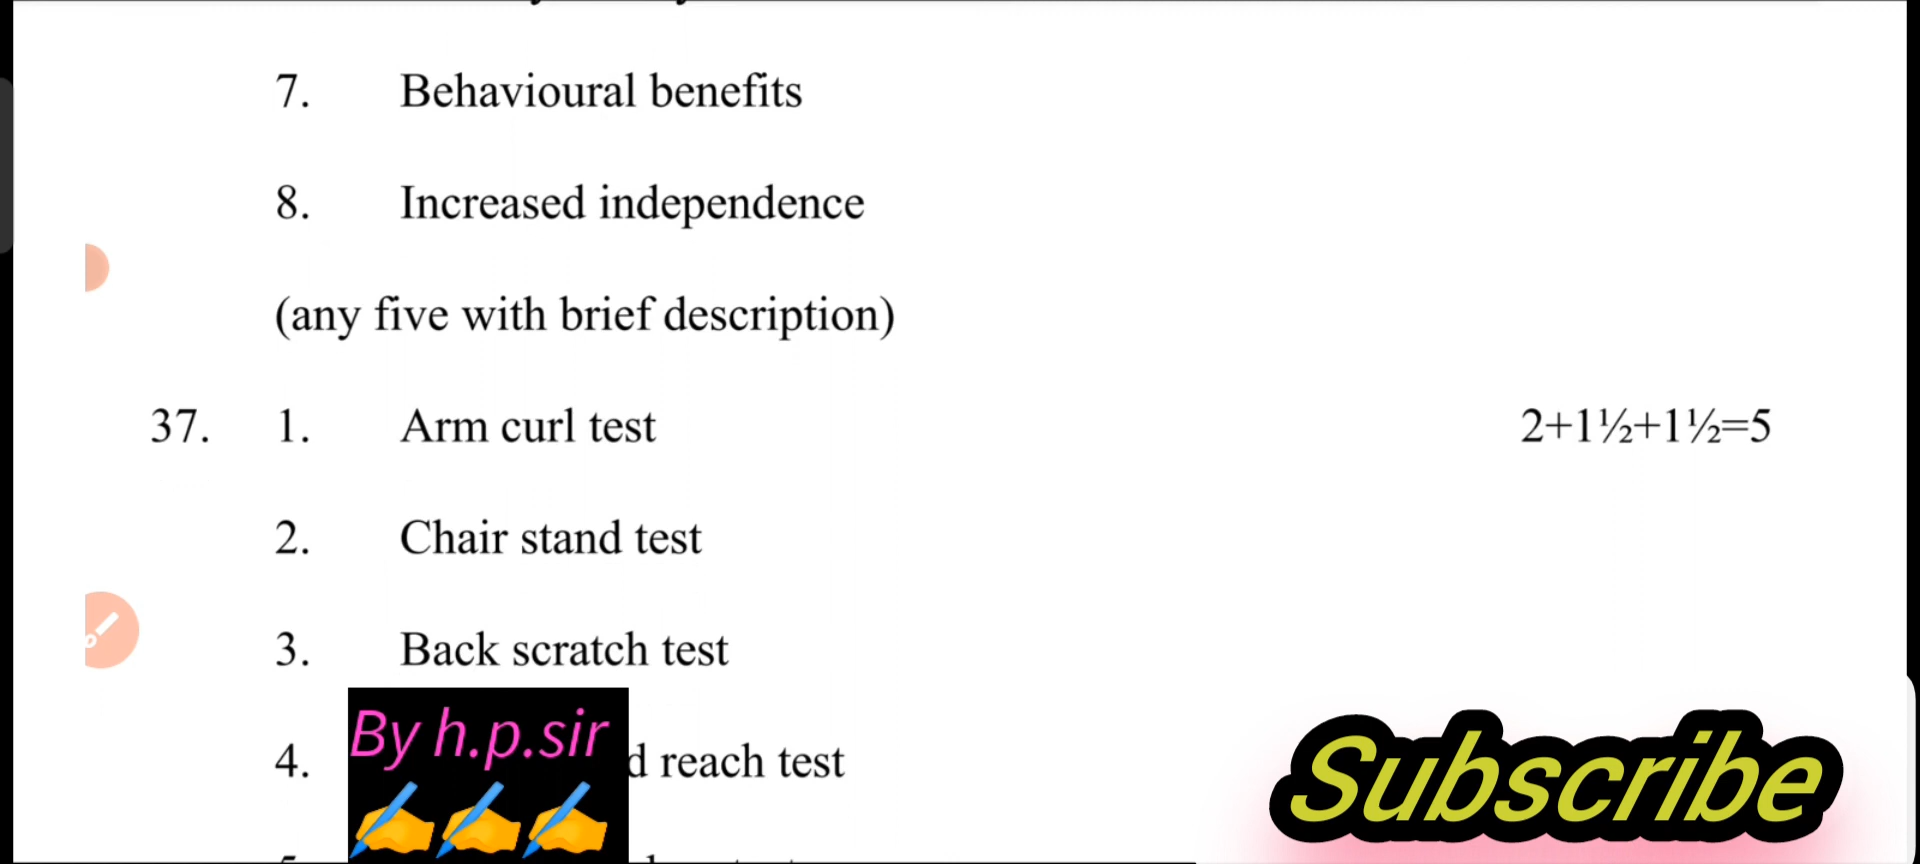 7. Behavioural benefits
8. Increased independence
(any five with brief description)
37. 1. Arm curl test 2+1½+1½=5
2. Chair stand test
3. Back scratch test
By h.p.sir
4. d reach test
Subscribe